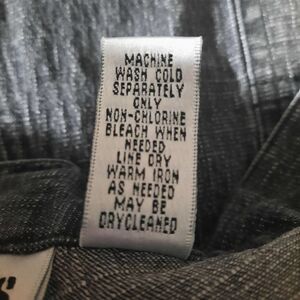 MACHINE
WASH COLD
SEPARATELY
ONLY
NON-CHLORINE
BLEACH WHEN
NEEDED
LINE DRY
WARM IRON
AS NEEDED
MAY BE
DRYCLEANED
S